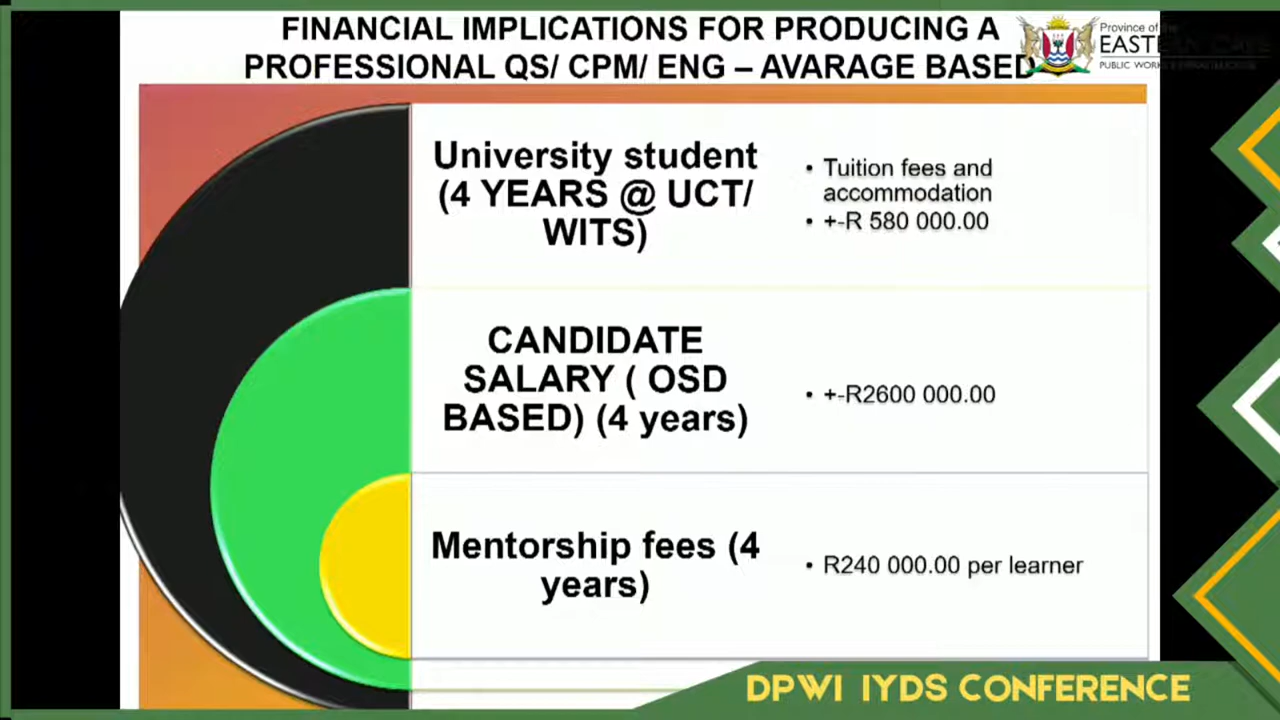 FINANCIAL IMPLICATIONS FOR PRODUCING A
PROFESSIONAL QS/ CPM/ ENG – AVARAGE BASED
Province of the
EASTERN CAPE
PUBLIC WORKS
University student
(4 YEARS @ UCT/
WITS)
• Tuition fees and
accommodation
• +-R 580 000.00
CANDIDATE
SALARY ( OSD
BASED) (4 years)
• +-R2600 000.00
Mentorship fees (4
years)
• R240 000.00 per learner
DPWI IYDS CONFERENCE